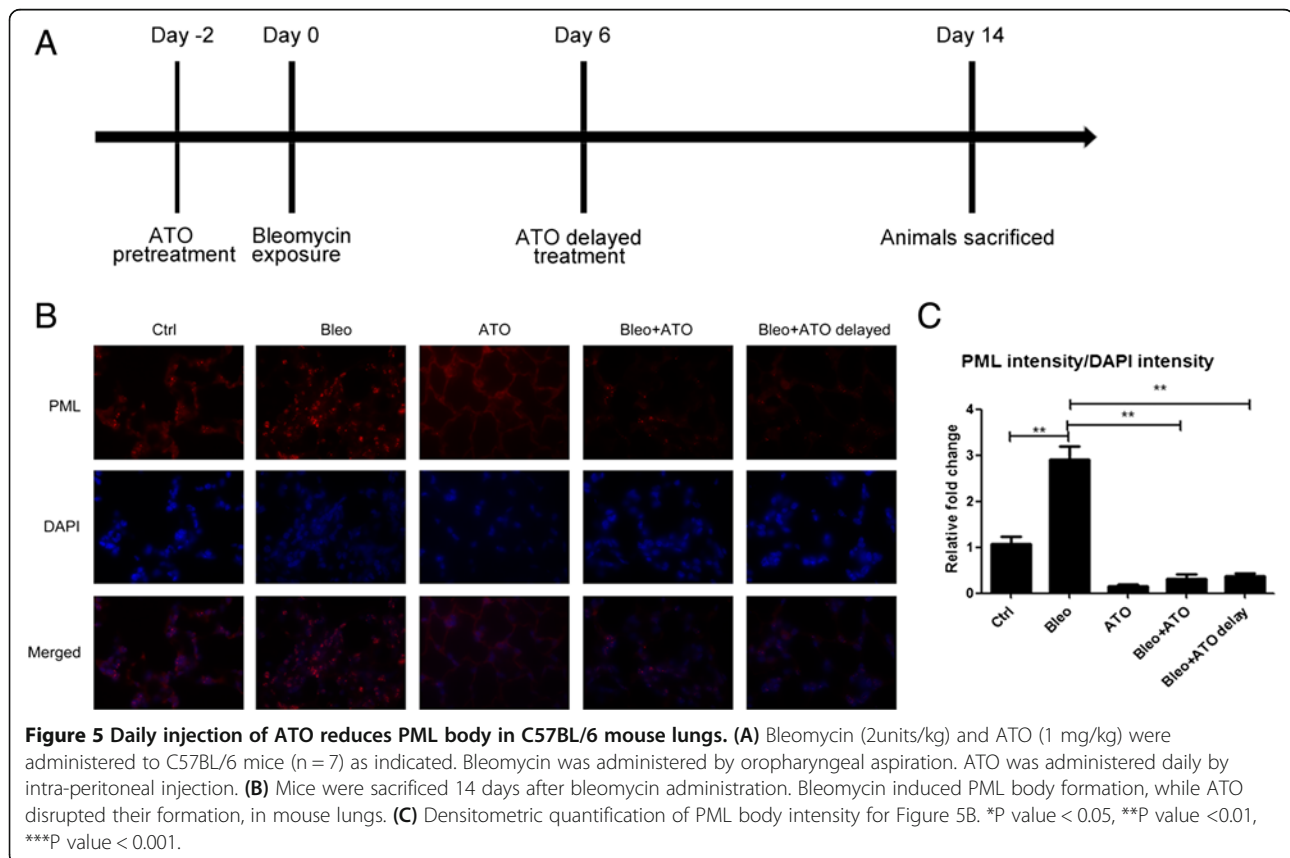 A
Day -2
Day 0
Day 6
Day 14
ATO
pretreatment
Bleomycin
exposure
ATO delayed
treatment
Animals sacrificed
B
Ctrl
Bleo
ATO
Bleo+ATO
Bleo+ATO delayed
PML
DAPI
Merged
C
PML intensity/DAPI intensity
Relative fold change
4
3
2
1
0
**
**
**
Ctrl
Bleo
ATO
Bleo+ATO
Bleo+ATO delay
Figure 5 Daily injection of ATO reduces PML body in C57BL/6 mouse lungs. (A) Bleomycin (2units/kg) and ATO (1 mg/kg) were
administered to C57BL/6 mice (n = 7) as indicated. Bleomycin was administered by oropharyngeal aspiration. ATO was administered daily by
intra-peritoneal injection. (B) Mice were sacrificed 14 days after bleomycin administration. Bleomycin induced PML body formation, while ATO
disrupted their formation, in mouse lungs. (C) Densitometric quantification of PML body intensity for Figure 5B. *P value < 0.05, **P value <0.01,
***P value < 0.001.